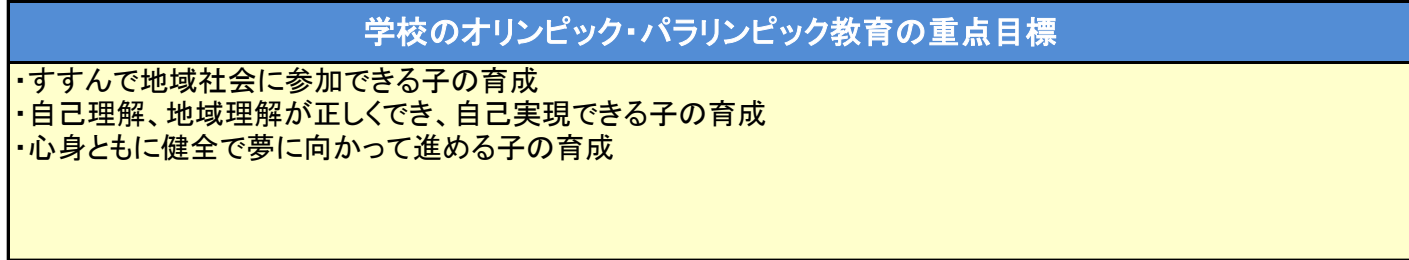 学校のオリンピック・パラリンピック教育の重点目標
・すすんで地域社会に参加できる子の育成
・自己理解、地域理解が正しくでき、自己実現できる子の育成
・心身ともに健全で夢に向かって進める子の育成